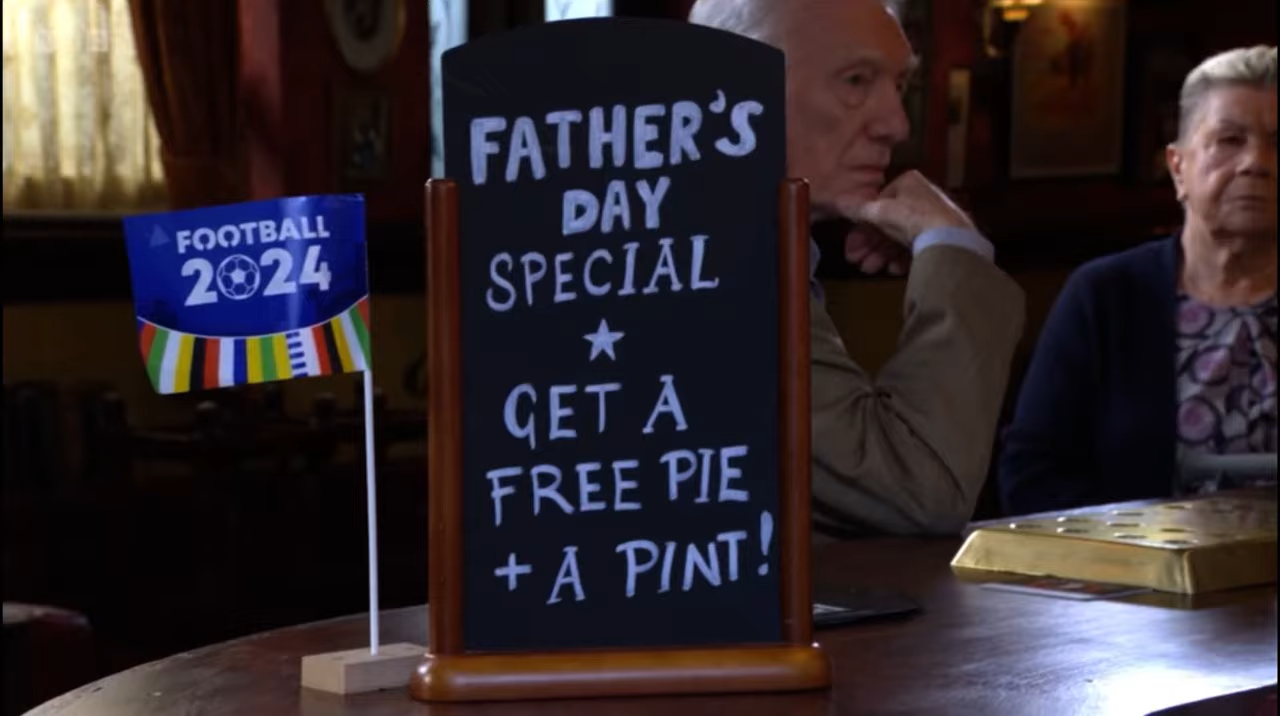 FOOTBALL
2024
FATHER'S
DAY
SPECIAL
GET A
FREE PIE
+ A PINT!